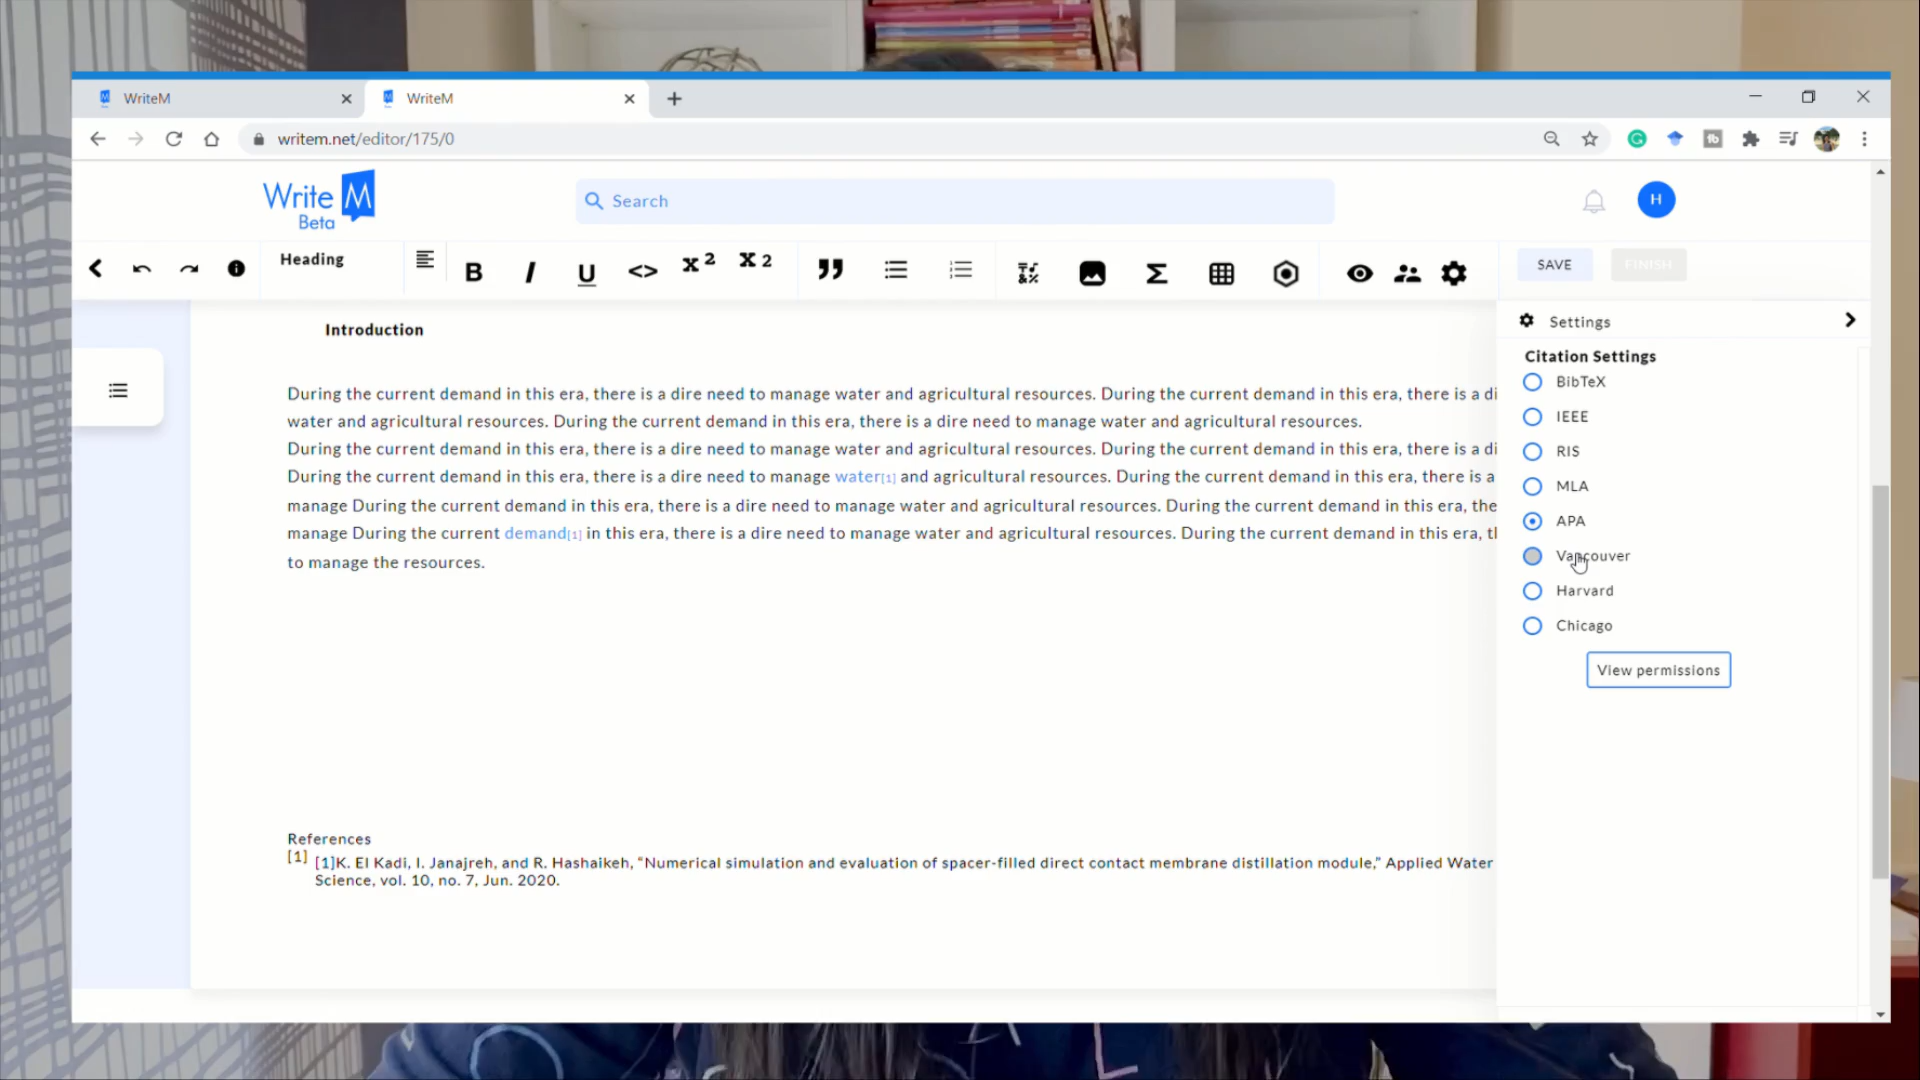 WriteM
WriteM
writem.net/editor/175/0
Write M
Beta
Search
H
Heading
B I U <> x2 x2
SAVE
FINISH
Settings
Citation Settings
BibTeX
IEEE
RIS
MLA
APA
Vancouver
Harvard
Chicago
View permissions
Introduction
During the current demand in this era, there is a dire need to manage water and agricultural resources. During the current demand in this era, there is a di
water and agricultural resources. During the current demand in this era, there is a dire need to manage water and agricultural resources.
During the current demand in this era, there is a dire need to manage water and agricultural resources. During the current demand in this era, there is a di
During the current demand in this era, there is a dire need to manage water[1] and agricultural resources. During the current demand in this era, there is a
manage During the current demand in this era, there is a dire need to manage water and agricultural resources. During the current demand in this era, the
manage During the current demand[1] in this era, there is a dire need to manage water and agricultural resources. During the current demand in this era, tl
to manage the resources.
References
[1] [1]K. El Kadi, I. Janajreh, and R. Hashaikeh, “Numerical simulation and evaluation of spacer-filled direct contact membrane distillation module,” Applied Water
Science, vol. 10, no. 7, Jun. 2020.